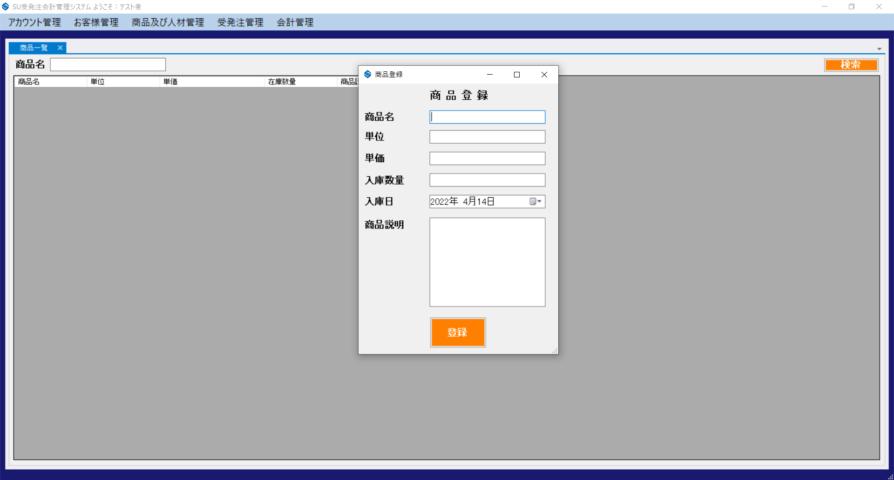 SU受発注会計管理システム ようこそ：テスト様
アカウント管理 お客様管理 商品及び人材管理 受発注管理 会計管理
商品一覧
商品名 検索
商品名 単位 単価 在庫数量
商品登録
商品登録
商品名
単位
単価
入庫数量
入庫日 2022年 4月14日
商品説明
登録